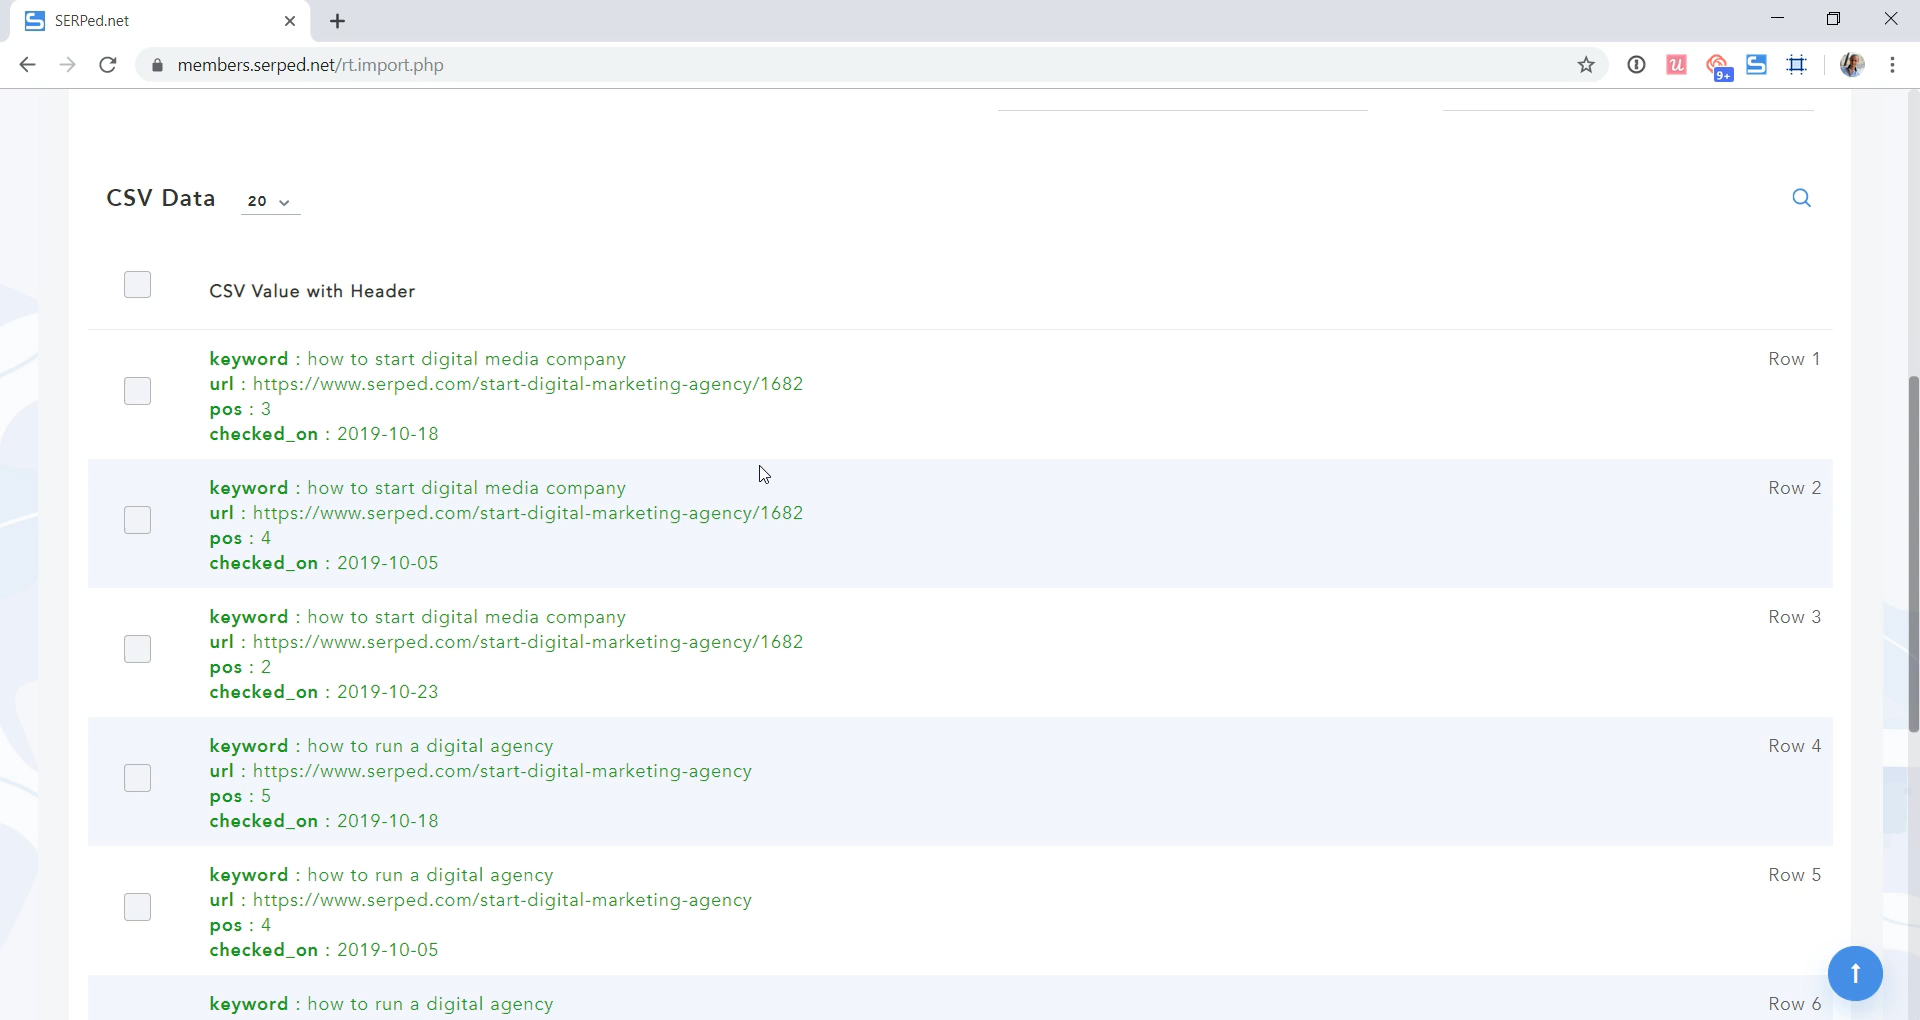 SERPed.net
members.serped.net/rt.import.php
9+
CSV Data 20
CSV Value with Header
keyword : how to start digital media company Row 1
url : https://www.serped.com/start-digital-marketing-agency/1682
pos : 3
checked_on : 2019-10-18
keyword : how to start digital media company Row 2
url : https://www.serped.com/start-digital-marketing-agency/1682
pos : 4
checked_on : 2019-10-05
keyword : how to start digital media company Row 3
url : https://www.serped.com/start-digital-marketing-agency/1682
pos : 2
checked_on : 2019-10-23
keyword : how to run a digital agency Row 4
url : https://www.serped.com/start-digital-marketing-agency
pos : 5
checked_on : 2019-10-18
keyword : how to run a digital agency Row 5
url : https://www.serped.com/start-digital-marketing-agency
pos : 4
checked_on : 2019-10-05
keyword : how to run a digital agency Row 6